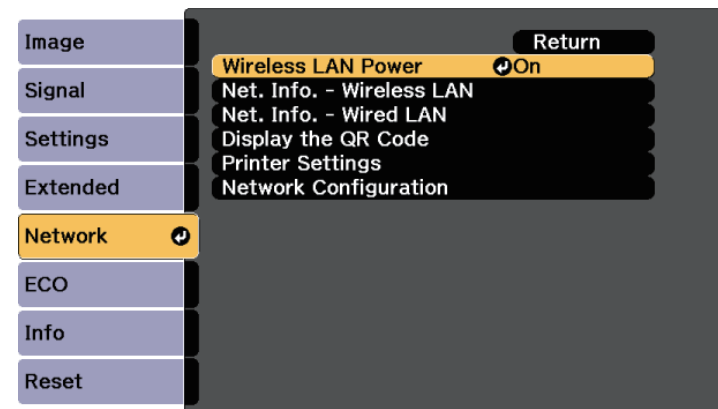 Image
Signal
Settings
Extended
Network
ECO
Info
Reset
Return
Wireless LAN Power On
Net. Info. - Wireless LAN
Net. Info. - Wired LAN
Display the QR Code
Printer Settings
Network Configuration